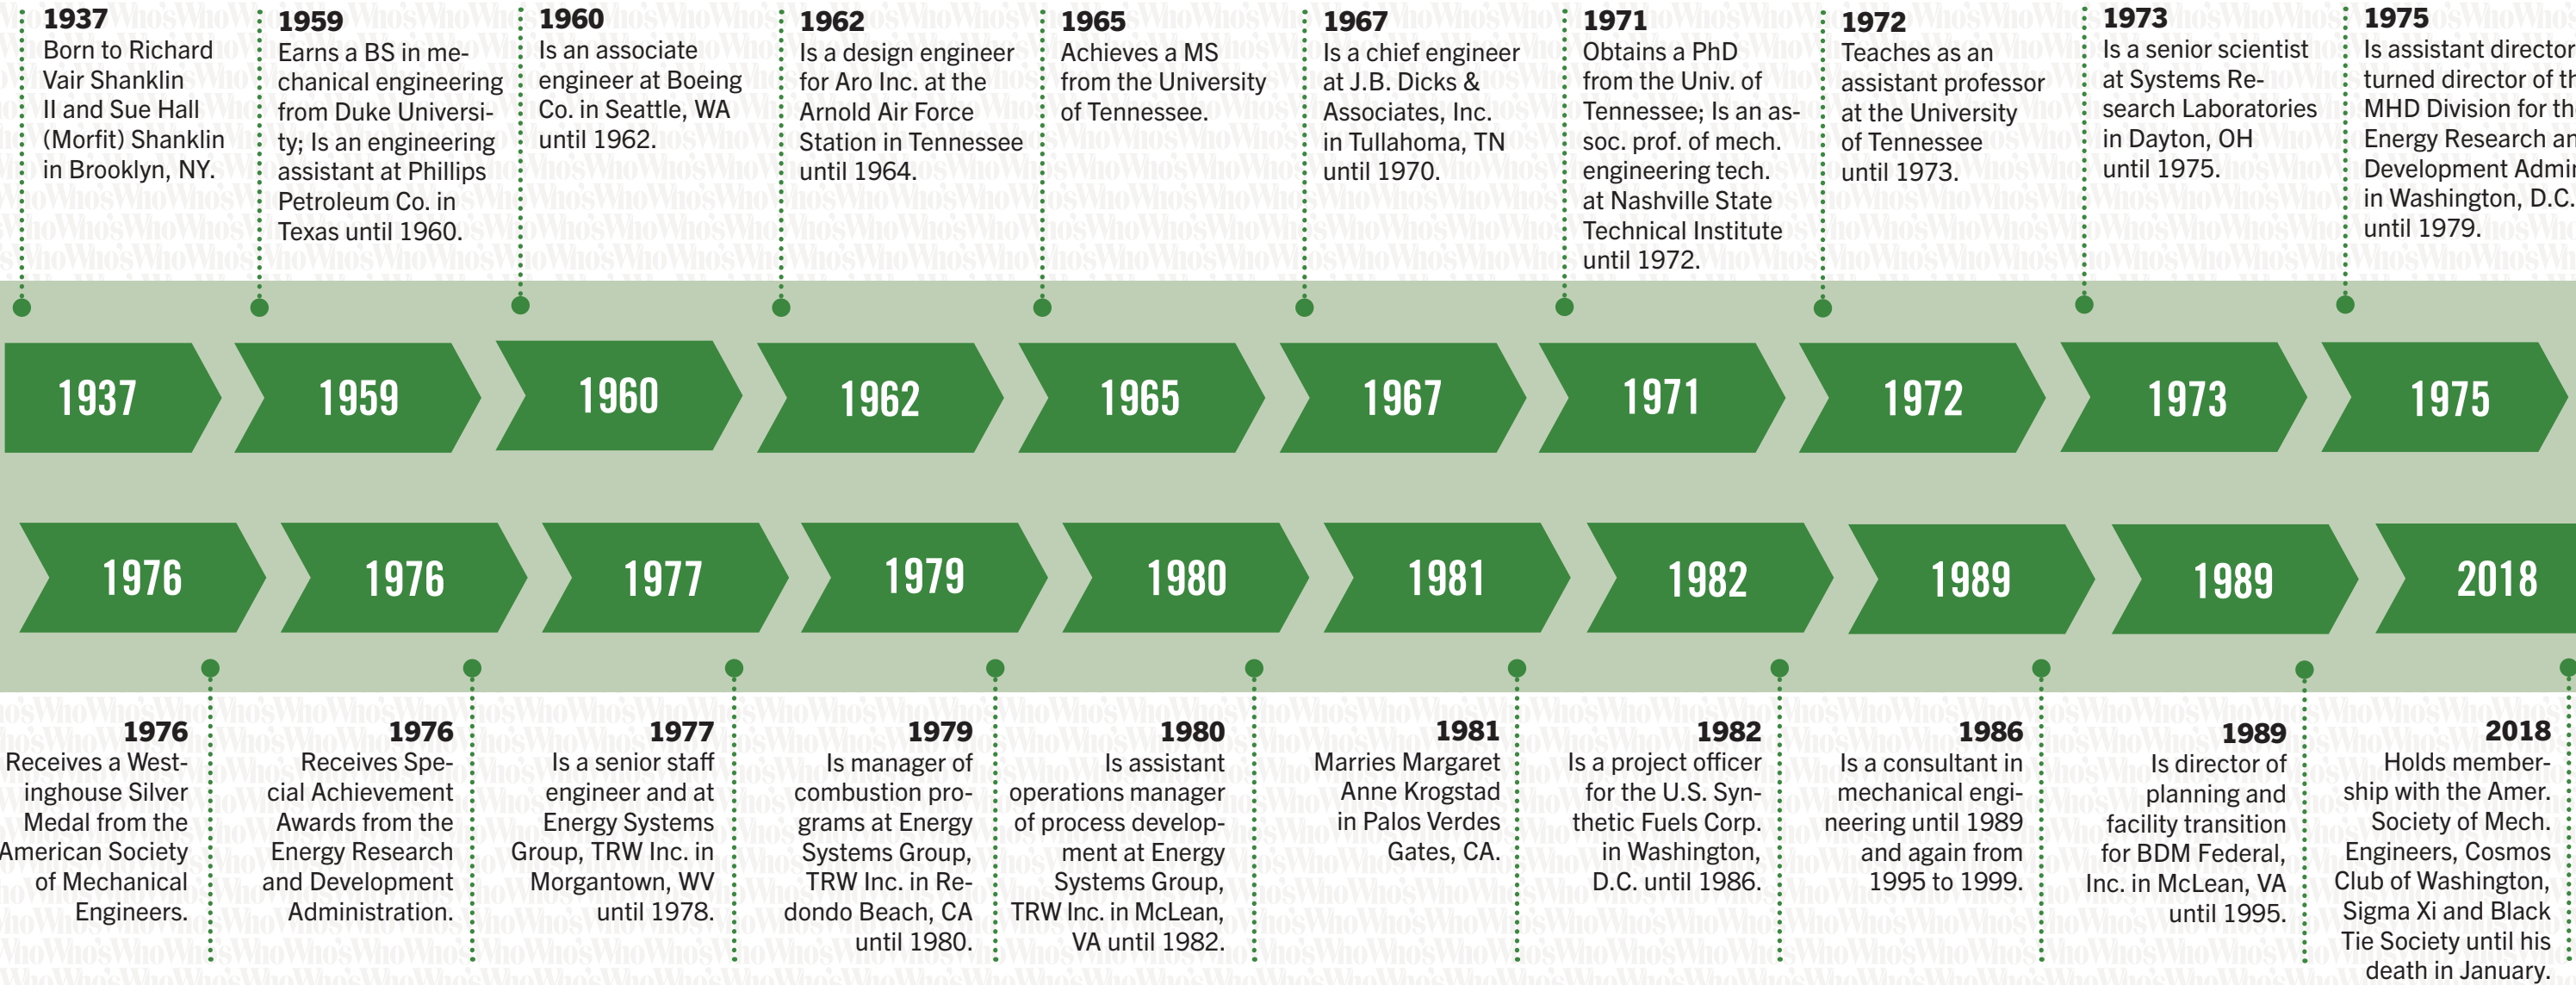 1937
Born to Richard
Vair Shanklin
II and Sue Hall
(Morfit) Shanklin
in Brooklyn, NY.
1959
Earns a BS in me-
chanical engineering
from Duke Universi-
ty; Is an engineering
assistant at Phillips
Petroleum Co. in
Texas until 1960.
1960
Is an associate
engineer at Boeing
Co. in Seattle, WA
until 1962.
1962
Is a design engineer
for Aro Inc. at the
Arnold Air Force
Station in Tennessee
until 1964.
1965
Achieves a MS
from the University
of Tennessee.
1967
Is a chief engineer
at J.B. Dicks &
Associates, Inc.
in Tullahoma, TN
until 1970.
1971
Obtains a PhD
from the Univ. of
Tennessee; Is an as-
soc. prof. of mech.
engineering tech.
at Nashville State
Technical Institute
until 1972.
1972
Teaches as an
assistant professor
at the University
of Tennessee
until 1973.
1973
Is a senior scientist
at Systems Re-
search Laboratories
in Dayton, OH
until 1975.
1975
Is assistant director
turned director of th
MHD Division for th
Energy Research an
Development Admin
in Washington, D.C.
until 1979.
1937
1959
1960
1962
1965
1967
1971
1972
1973
1975
1976
1976
1977
1979
1980
1981
1982
1989
1989
2018
1976
Receives a West-
inghouse Silver
Medal from the
American Society
of Mechanical
Engineers.
1976
Receives Spe-
cial Achievement
Awards from the
Energy Research
and Development
Administration.
1977
Is a senior staff
engineer and at
Energy Systems
Group, TRW Inc. in
Morgantown, WV
until 1978.
1979
Is manager of
combustion pro-
grams at Energy
Systems Group,
TRW Inc. in Re-
dondo Beach, CA
until 1980.
1980
Is assistant
operations manager
of process develop-
ment at Energy
Systems Group,
TRW Inc. in McLean,
VA until 1982.
1981
Marries Margaret
Anne Krogstad
in Palos Verdes
Gates, CA.
1982
Is a project officer
for the U.S. Syn-
thetic Fuels Corp.
in Washington,
D.C. until 1986.
1986
Is a consultant in
mechanical engi-
neering until 1989
and again from
1995 to 1999.
1989
Is director of
planning and
facility transition
for BDM Federal,
Inc. in McLean, VA
until 1995.
2018
Holds member-
ship with the Amer.
Society of Mech.
Engineers, Cosmos
Club of Washington,
Sigma Xi and Black
Tie Society until his
death in January.